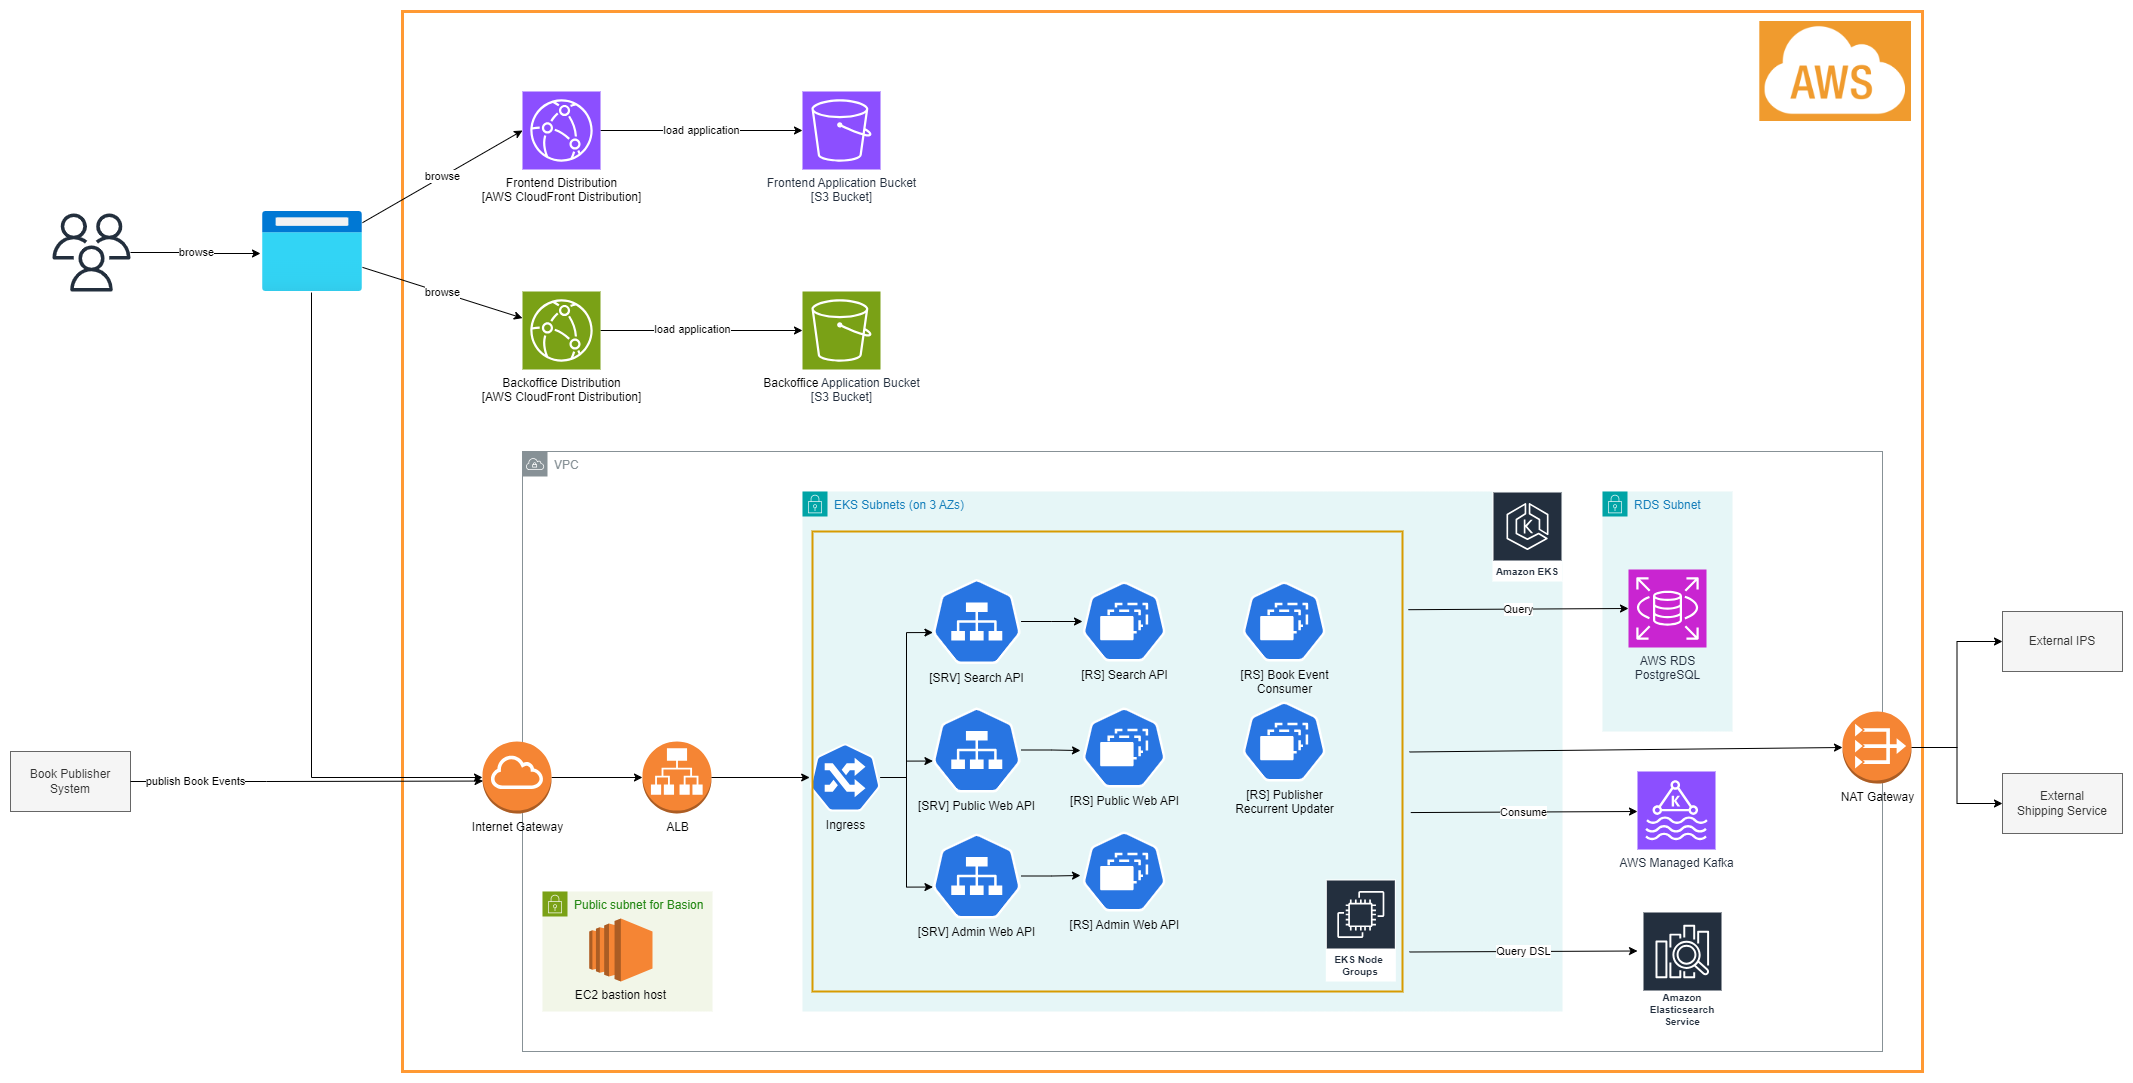 AWS
browse
browse
browse
Frontend Distribution
[AWS CloudFront Distribution]
load application
Frontend Application Bucket
[S3 Bucket]
Backoffice Distribution
[AWS CloudFront Distribution]
load application
Backoffice Application Bucket
[S3 Bucket]
VPC
EKS Subnets (on 3 AZs)
Amazon EKS
RDS Subnet
[SRV] Search API
[RS] Search API
[RS] Book Event
Consumer
Query
AWS RDS
PostgreSQL
External IPS
Book Publisher
System
publish Book Events
Internet Gateway
ALB
Ingress
[SRV] Public Web API
[RS] Public Web API
[RS] Publisher
Recurrent Updater
NAT Gateway
External
Shipping Service
Consume
K
AWS Managed Kafka
Public subnet for Basion
EC2 bastion host
[SRV] Admin Web API
[RS] Admin Web API
EKS Node
Groups
Query DSL
Amazon
Elasticsearch
Service
K